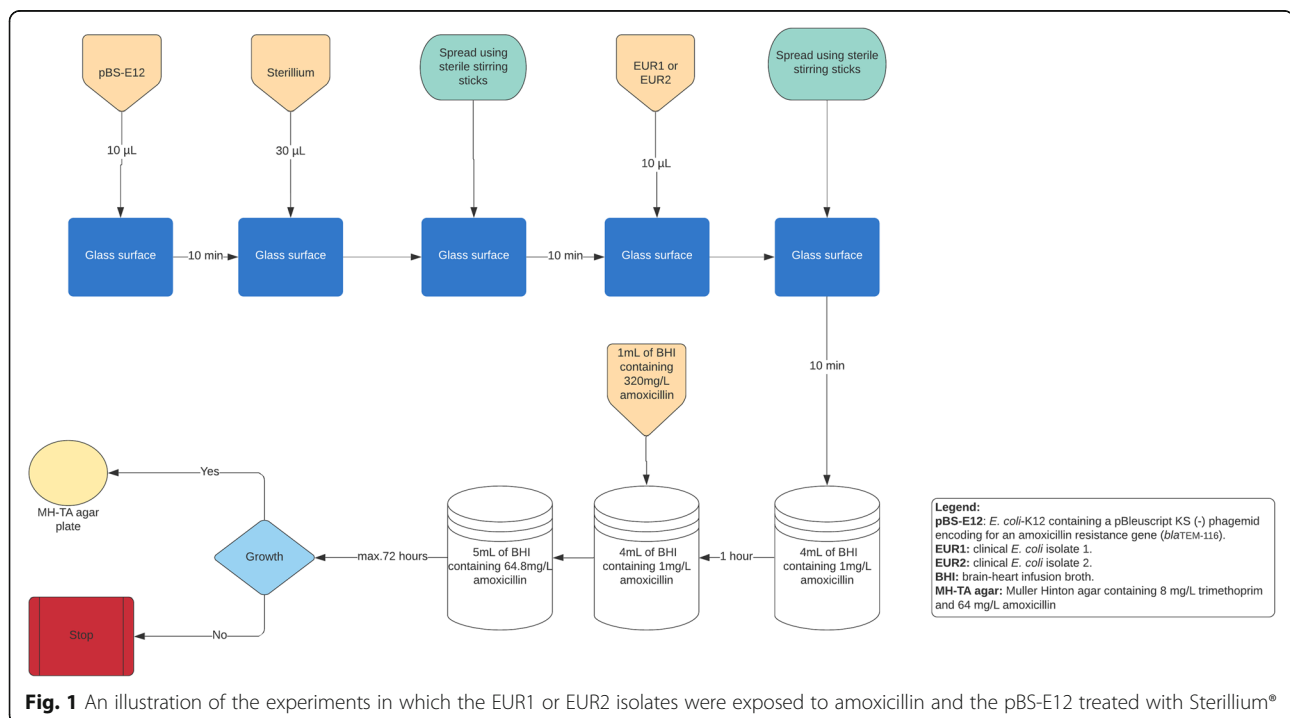 pBS-E12
Sterillium
Spread using
sterile stirring
sticks
EUR1 or
EUR2
Spread using sterile
stirring sticks
10 µL
30 µL
10 µL
Glass surface
10 min
Glass surface
Glass surface
10 min
Glass surface
Glass surface
10 min
1mL of BHI
containing
320mg/L
amoxicillin
Yes
MH-TA agar
plate
Growth
max.72 hours
5mL of BHI
containing 64.8mg/L
amoxicillin
4mL of BHI
containing 1mg/L
amoxicillin
1 hour
4mL of BHI
containing 1mg/L
amoxicillin
No
Stop
Legend:
pBS-E12: E. coli-K12 containing a pBleuscript KS (-) phagemid
encoding for an amoxicillin resistance gene (blaTEM-116).
EUR1: clinical E. coli isolate 1.
EUR2: clinical E. coli isolate 2.
BHI: brain-heart infusion broth.
MH-TA agar: Muller Hinton agar containing 8 mg/L trimethoprim
and 64 mg/L amoxicillin
Fig. 1 An illustration of the experiments in which the EUR1 or EUR2 isolates were exposed to amoxicillin and the pBS-E12 treated with Sterillium®